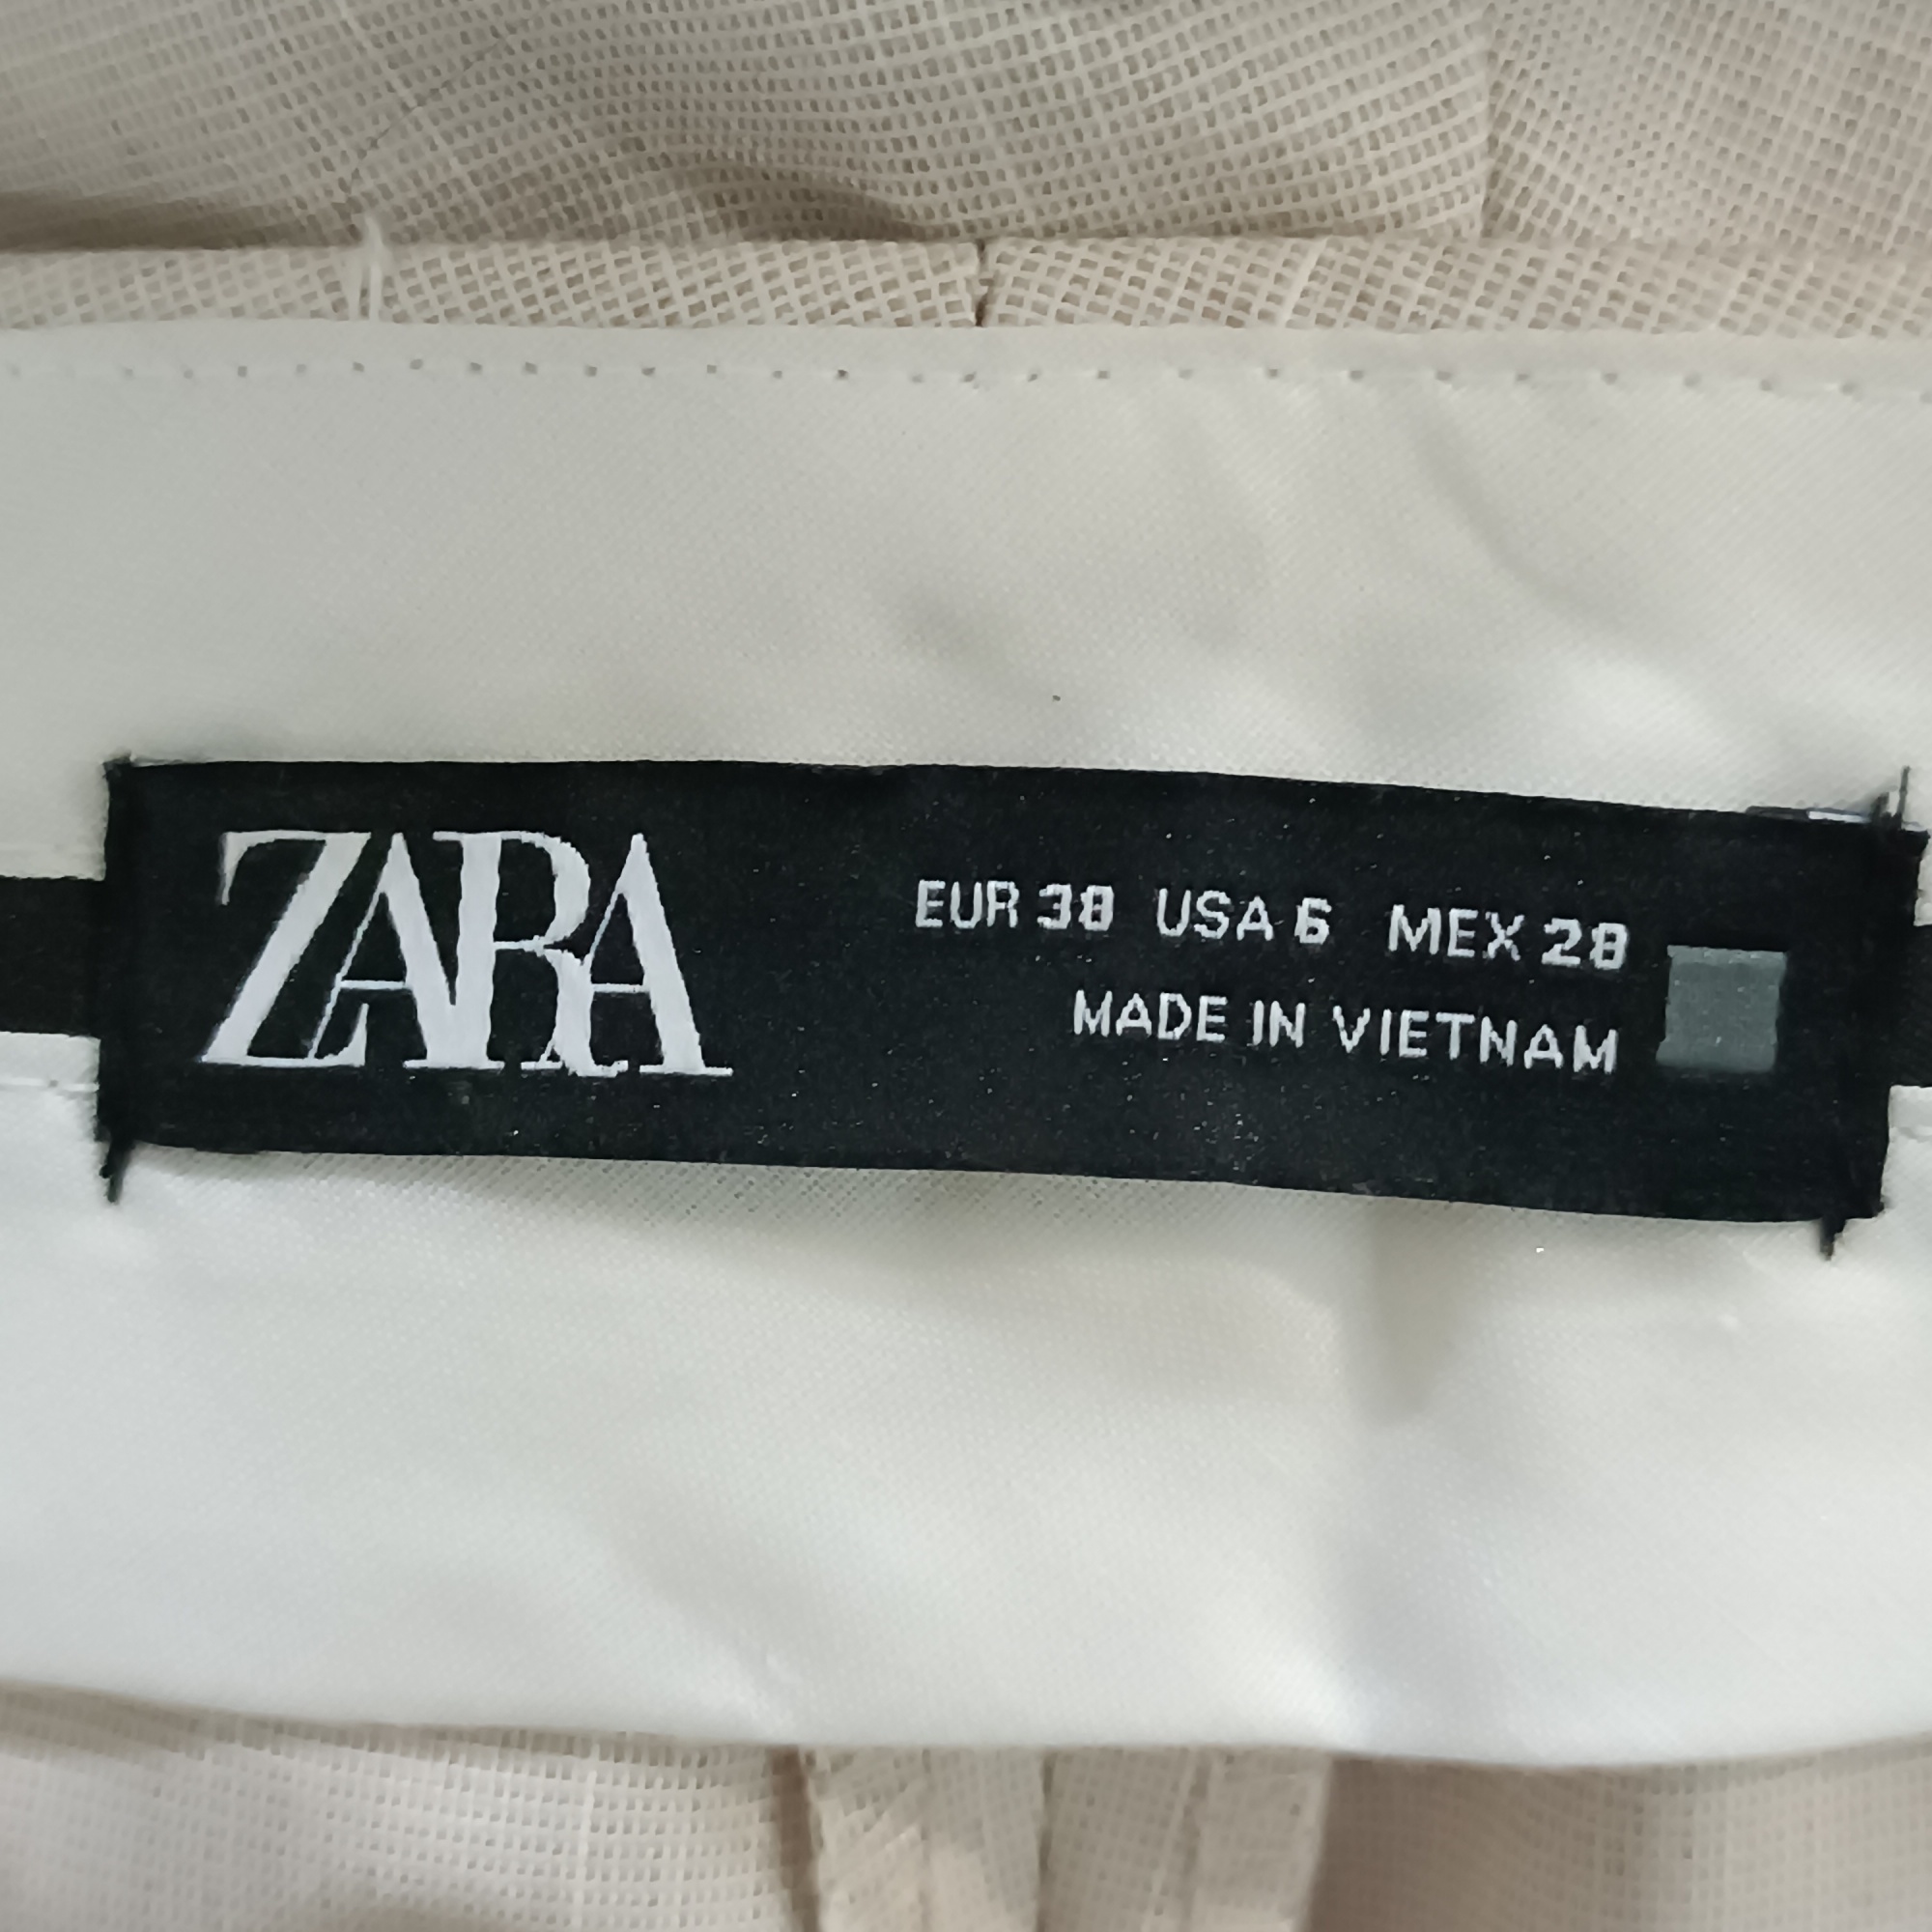 ZARA
EUR 38 USA 6 MEX 28
MADE IN VIETNAM